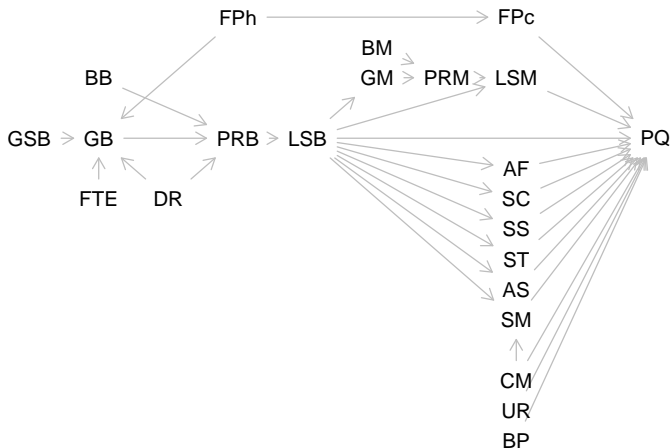 FPh FPc
BM
BB GM PRM LSM
GSB GB PRB LSB PQ
AF
FTE DR SC
SS
ST
AS
SM
CM
UR
BP